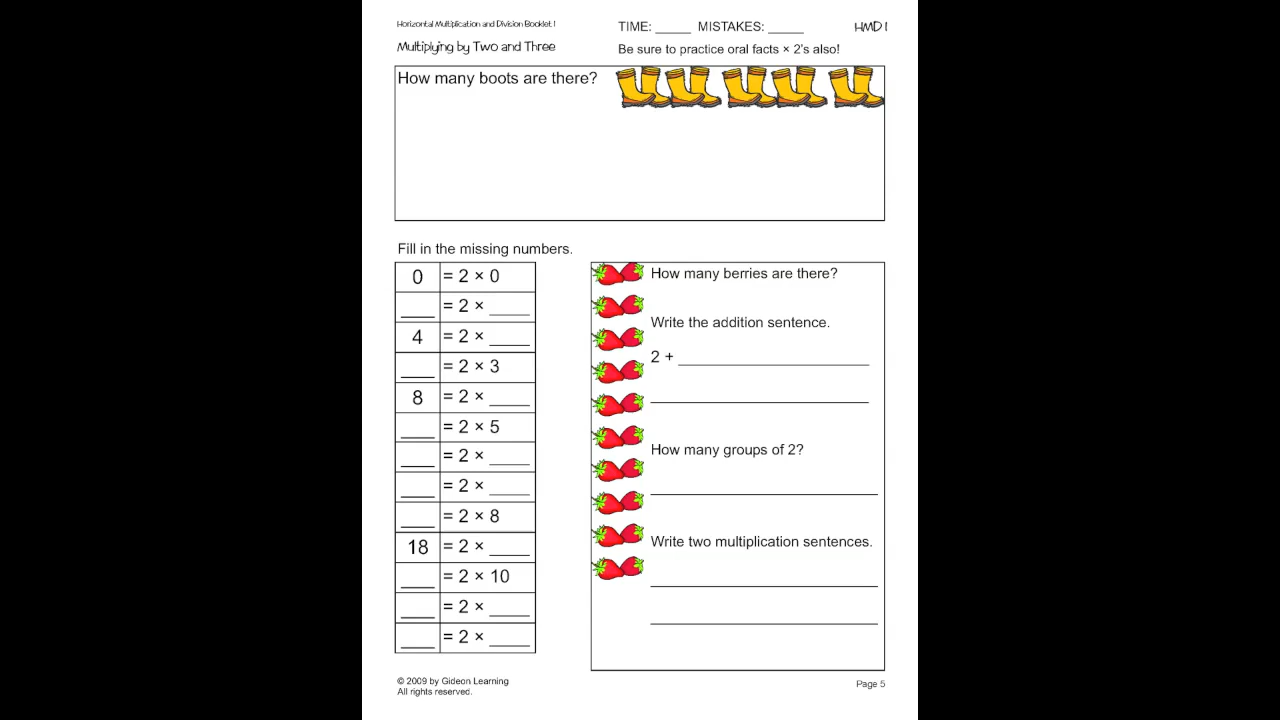 Horizontal Multiplication and Division Booklet 1
TIME: _____ MISTAKES: _____
HMD 1
Multiplying by Two and Three
Be sure to practice oral facts × 2's also!
How many boots are there?
Fill in the missing numbers.
0 = 2 × 0
____ = 2 × ____
4 = 2 × ____
____ = 2 × 3
8 = 2 × ____
____ = 2 × 5
____ = 2 × ____
____ = 2 × ____
____ = 2 × 8
18 = 2 × ____
____ = 2 × 10
____ = 2 × ____
____ = 2 × ____
How many berries are there?
Write the addition sentence.
2 + ____
How many groups of 2?
Write two multiplication sentences.
© 2009 by Gideon Learning
All rights reserved.
Page 5